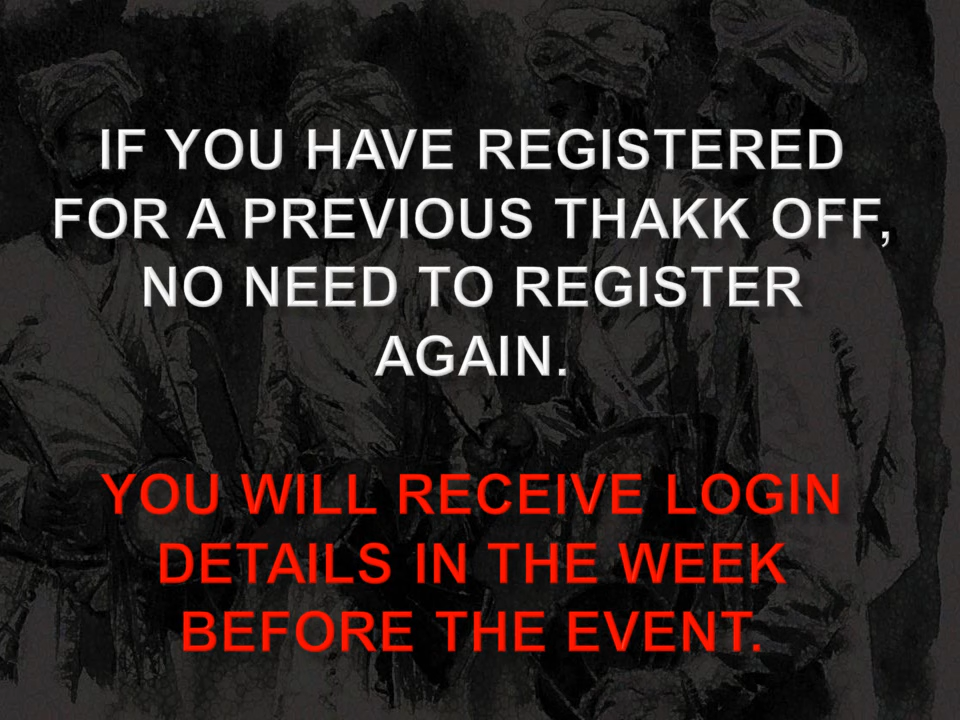 IF YOU HAVE REGISTERED
FOR A PREVIOUS THAKK OFF,
NO NEED TO REGISTER
AGAIN.
YOU WILL RECEIVE LOGIN
DETAILS IN THE WEEK
BEFORE THE EVENT.